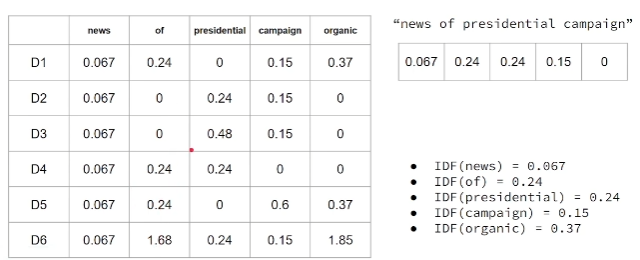 news of presidential campaign organic
D1 0.067 0.24 0 0.15 0.37
D2 0.067 0 0.24 0.15 0
D3 0.067 0 0.48 0.15 0
D4 0.067 0.24 0.24 0 0
D5 0.067 0.24 0 0.6 0.37
D6 0.067 1.68 0.24 0.15 1.85
“news of presidential campaign”
0.067 0.24 0.24 0.15 0
● IDF(news) = 0.067
● IDF(of) = 0.24
● IDF(presidential) = 0.24
● IDF(campaign) = 0.15
● IDF(organic) = 0.37